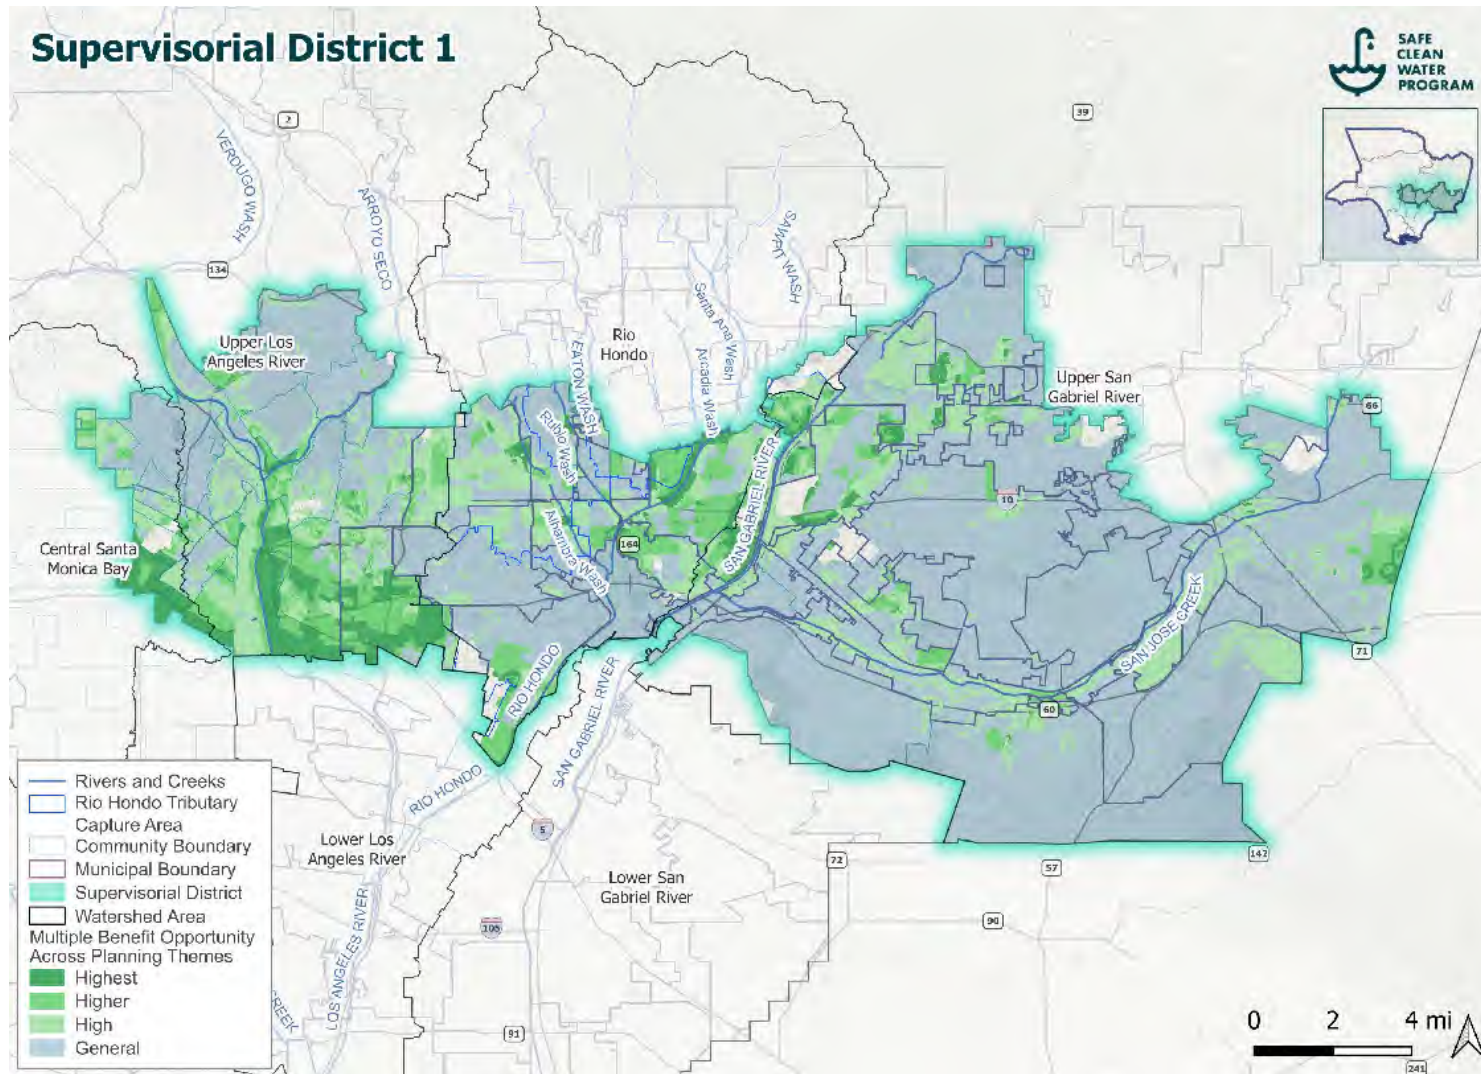 Supervisorial District 1
SAFE
CLEAN
WATER
PROGRAM
2
39
VERDUGO WASH
ARROYO SECO
SAWPIT WASH
134
Santa Ana Wash
Rio
Hondo
EATON WASH
Arcadia Wash
Upper Los
Angeles River
Upper San
Gabriel River
66
Rubio Wash
SAN GABRIEL RIVER
10
Alhambra Wash
164
Central Santa
Monica Bay
SAN JOSE CREEK
71
RIO HONDO
60
SAN GABRIEL RIVER
RIO HONDO
5
Lower Los
Angeles River
72
57
142
Lower San
Gabriel River
90
105
LOS ANGELES RIVER
CREEK
91
241
Rivers and Creeks
Rio Hondo Tributary
Capture Area
Community Boundary
Municipal Boundary
Supervisorial District
Watershed Area
Multiple Benefit Opportunity
Across Planning Themes
Highest
Higher
High
General
0 2 4 mi